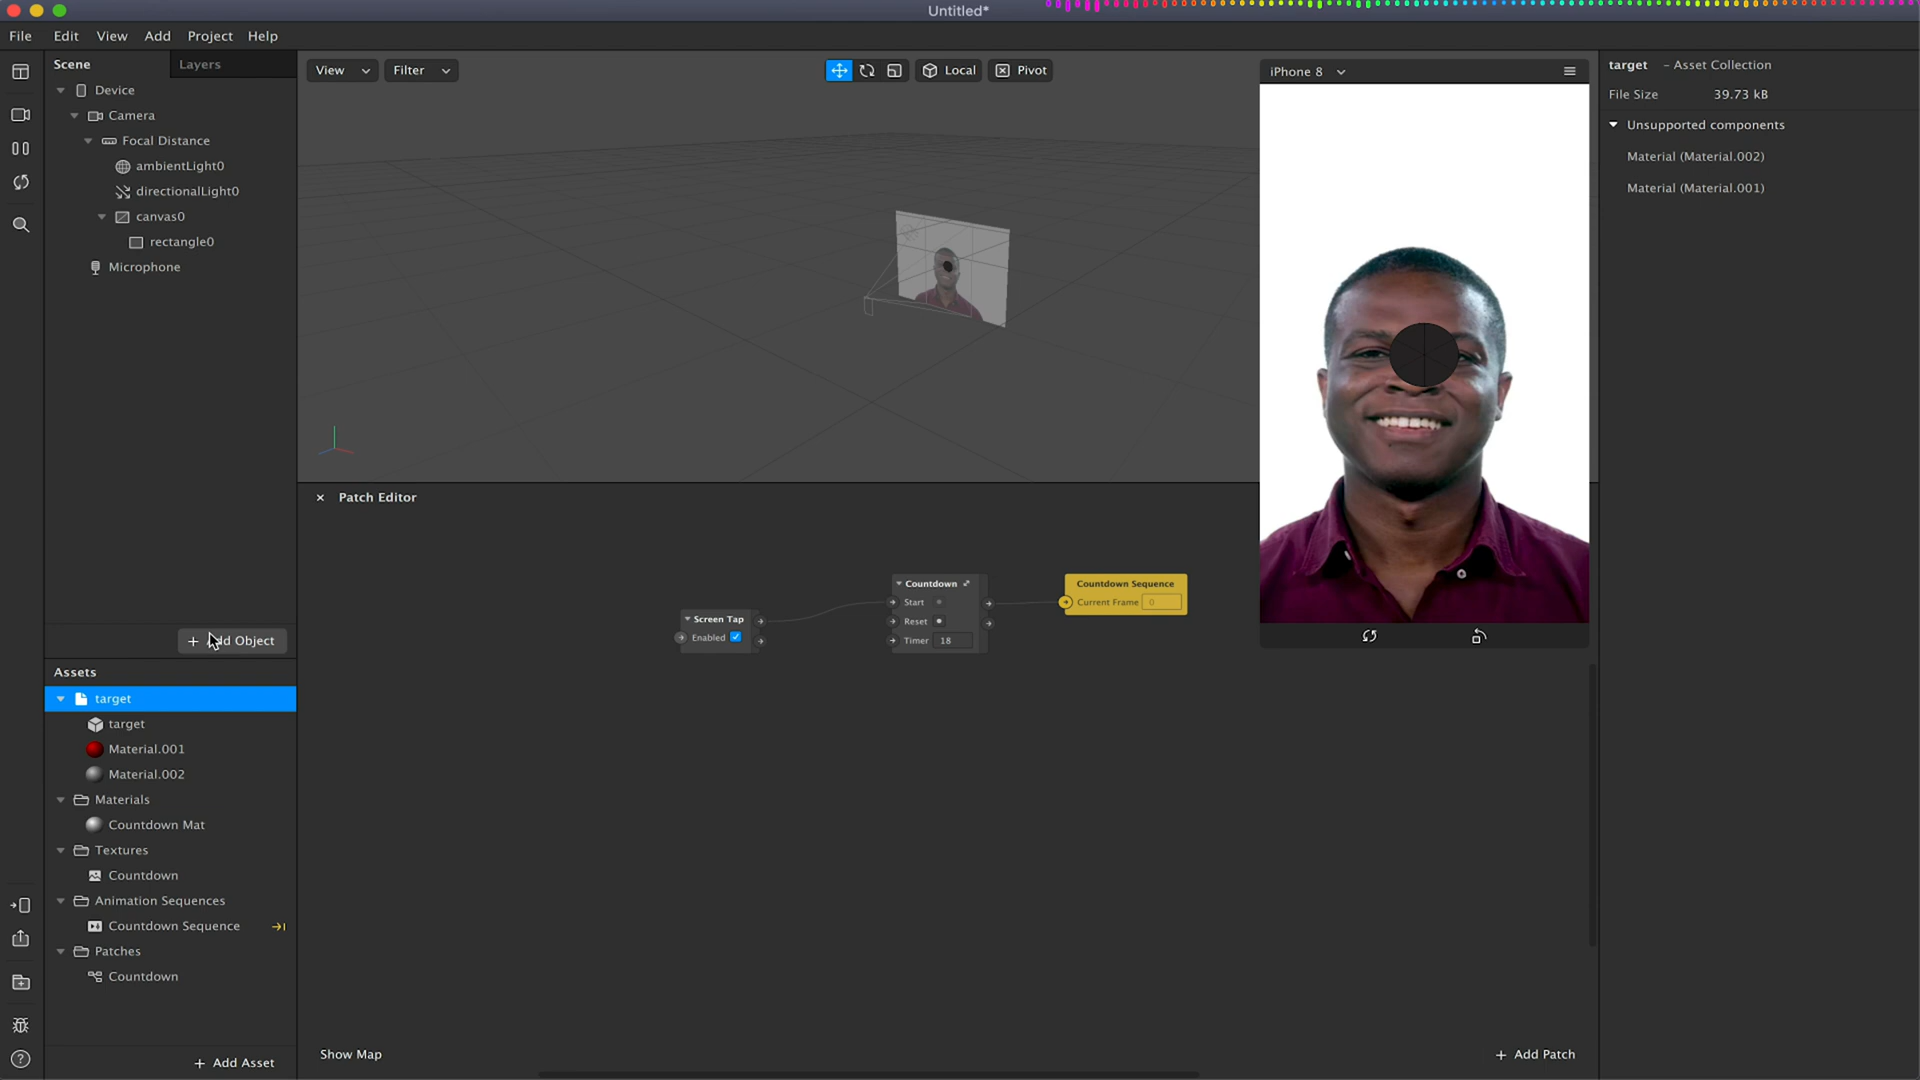 Untitled*
File Edit View Add Project Help
Scene Layers
Device
Camera
Focal Distance
ambientLight0
directionalLight0
canvas0
rectangle0
Microphone
+ Add Object
Assets
target
target
Material.001
Material.002
Materials
Countdown Mat
Textures
Countdown
Animation Sequences
Countdown Sequence
Patches
Countdown
+ Add Asset
View Filter Local Pivot
iPhone 8
Patch Editor
Screen Tap
Enabled
Countdown
Start
Reset
Timer 18
Countdown Sequence
Current Frame 0
Show Map
+ Add Patch
target – Asset Collection
File Size 39.73 kB
Unsupported components
Material (Material.002)
Material (Material.001)